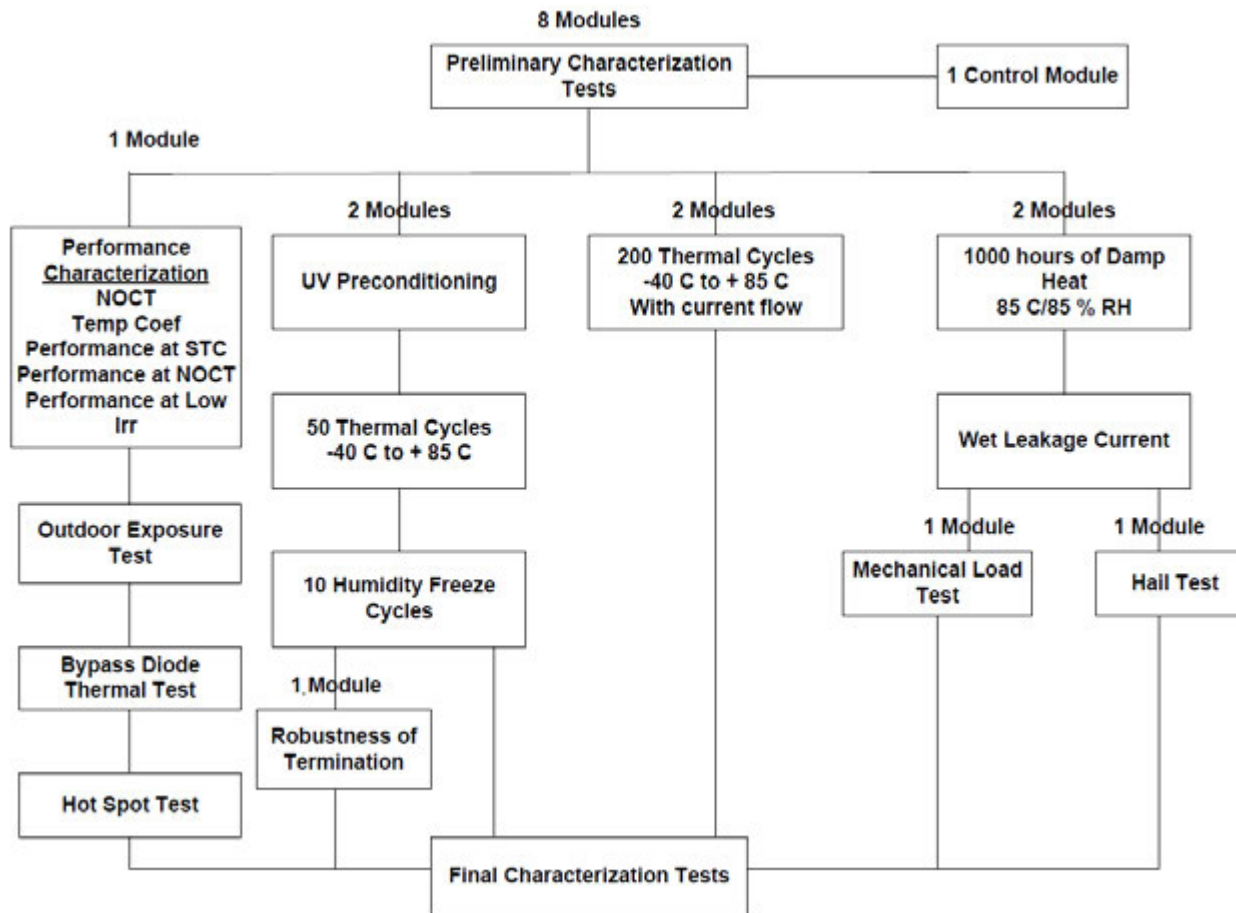 8 Modules
Preliminary Characterization
Tests
1 Control Module
1 Module
2 Modules
2 Modules
2 Modules
Performance
Characterization
NOCT
Temp Coef
Performance at STC
Performance at NOCT
Performance at Low
Irr
UV Preconditioning
200 Thermal Cycles
-40 C to + 85 C
With current flow
1000 hours of Damp
Heat
85 C/85 % RH
50 Thermal Cycles
-40 C to + 85 C
Wet Leakage Current
Outdoor Exposure
Test
10 Humidity Freeze
Cycles
1 Module
1 Module
Mechanical Load
Test
Hail Test
Bypass Diode
Thermal Test
1 Module
Robustness of
Termination
Hot Spot Test
Final Characterization Tests